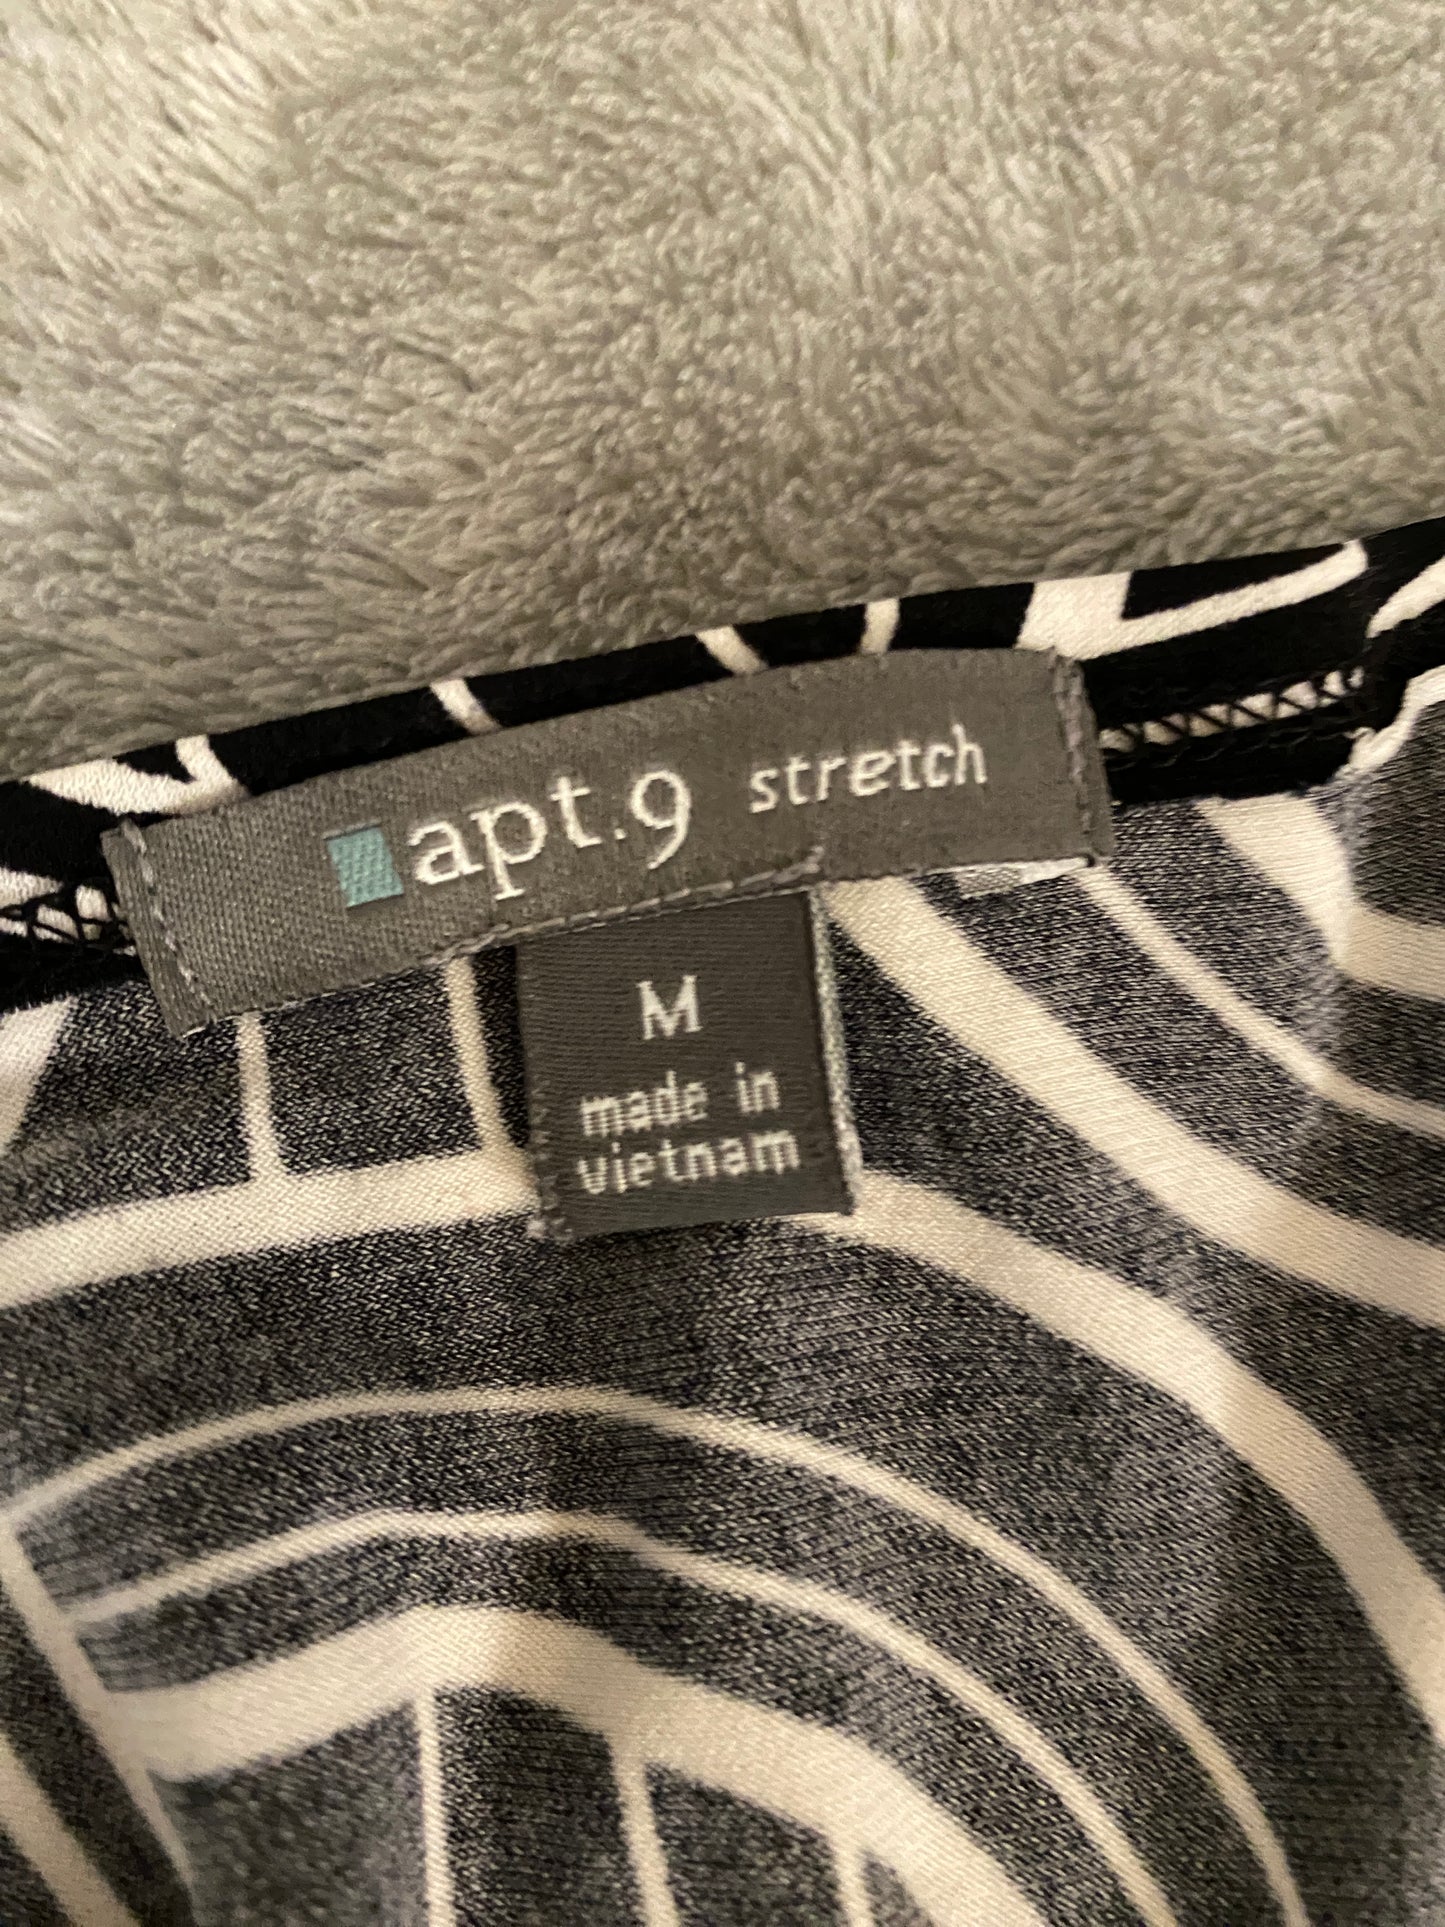 apt.9 stretch
M
made in
vietnam